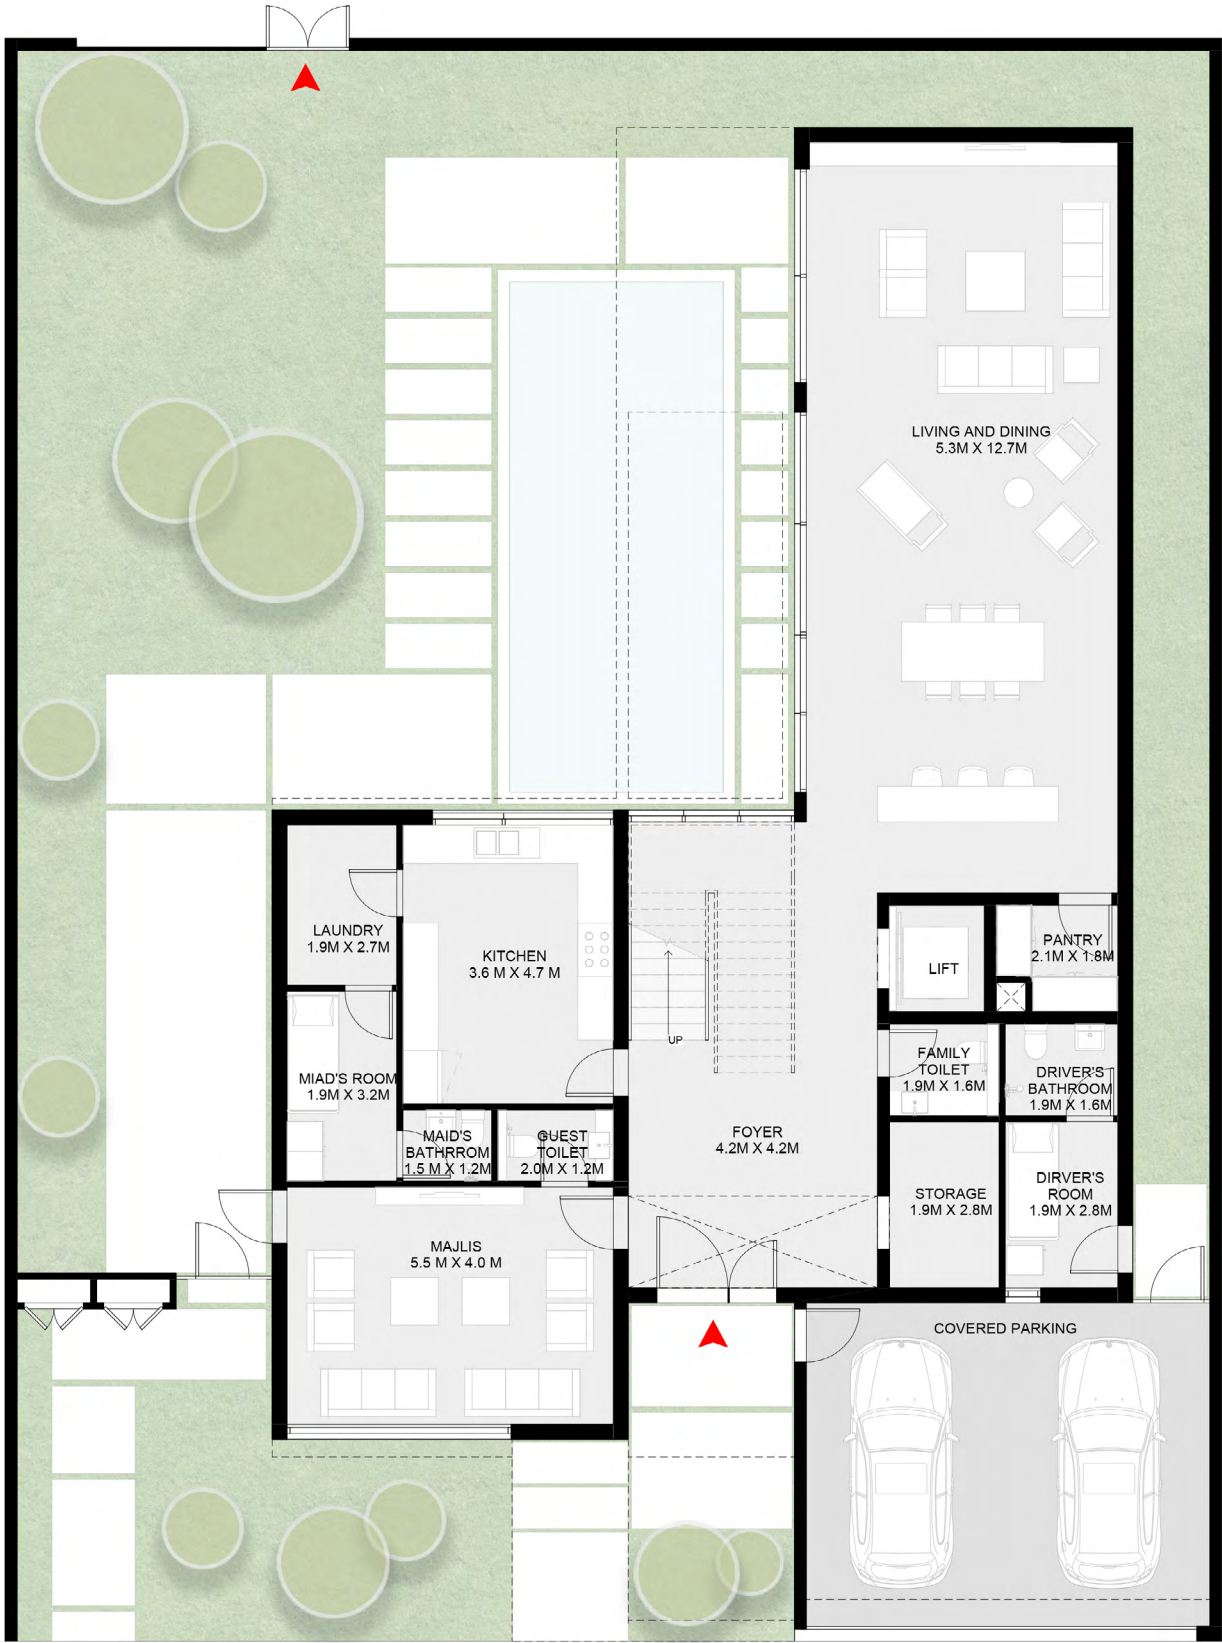 LIVING AND DINING
5.3M X 12.7M
LAUNDRY
1.9M X 2.7M
KITCHEN
3.6 M X 4.7 M
LIFT
PANTRY
2.1M X 1.8M
UP
MIAD'S ROOM
1.9M X 3.2M
FAMILY
TOILET
1.9M X 1.6M
DRIVER'S
BATHROOM
1.9M X 1.6M
MAID'S
BATHRROM
1.5 M X 1.2M
GUEST
TOILET
2.0M X 1.2M
FOYER
4.2M X 4.2M
STORAGE
1.9M X 2.8M
DIRVER'S
ROOM
1.9M X 2.8M
MAJLIS
5.5 M X 4.0 M
COVERED PARKING